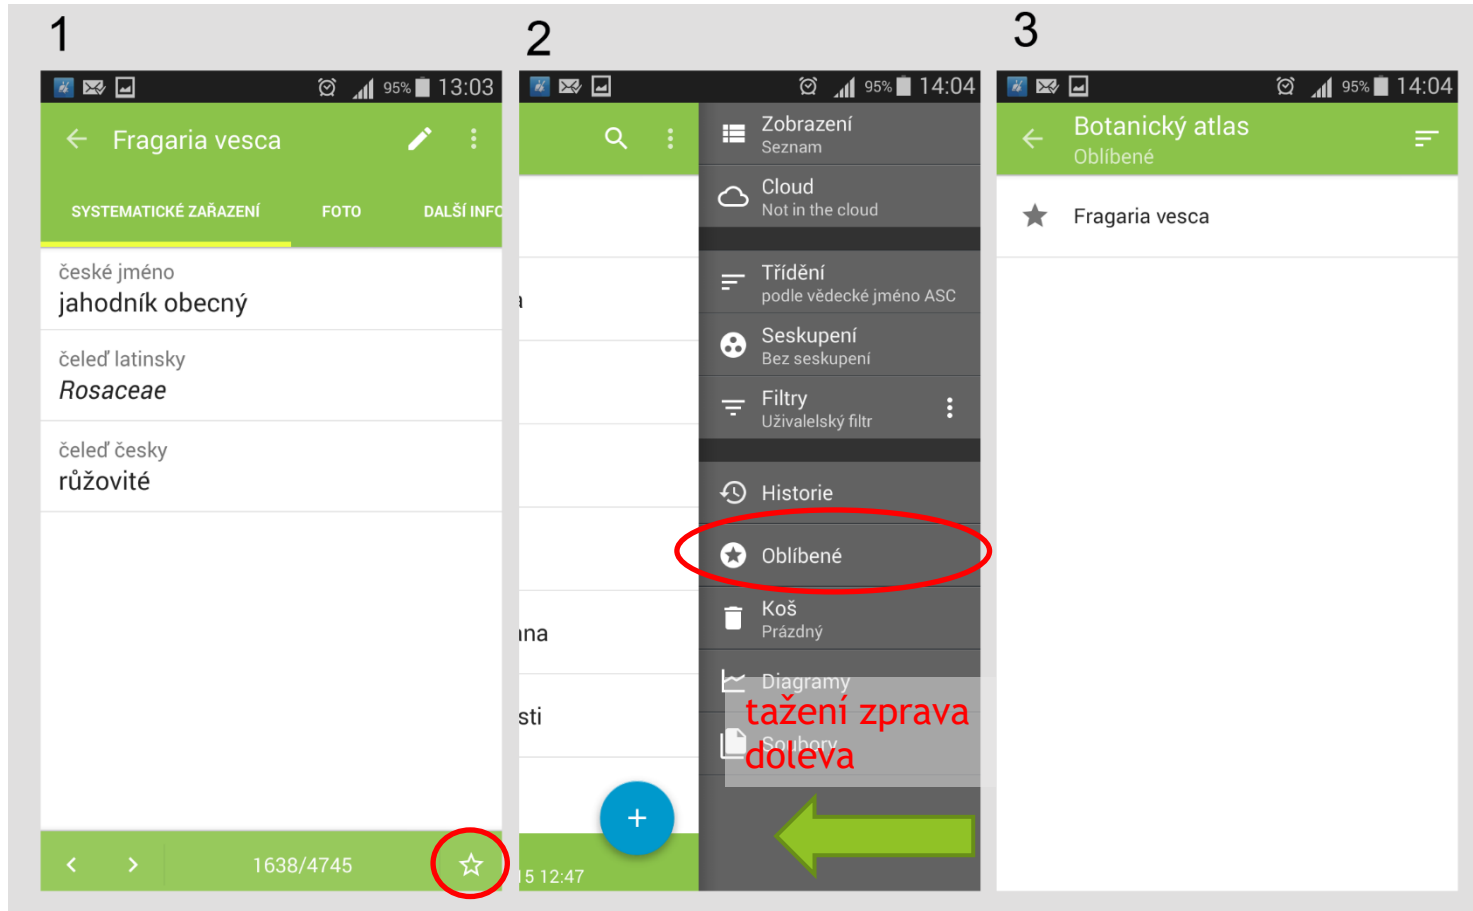 1
95% 13:03
Fragaria vesca
SYSTEMATICKÉ ZAŘAZENÍ FOTO DALŠÍ INFO
české jméno
jahodník obecný
čeleď latinsky
Rosaceae
čeleď česky
růžovité
1638/4745
2
95% 14:04
Zobrazení
Seznam
Cloud
Not in the cloud
Třídění
podle vědecké jméno ASC
Seskupení
Bez seskupení
Filtry
Uživalelský filtr
Historie
Oblíbené
Koš
Prázdný
Diagramy
Soubory
tažení zprava
doleva
a
ına
sti
+
15 12:47
3
95% 14:04
Botanický atlas
Oblíbené
Fragaria vesca